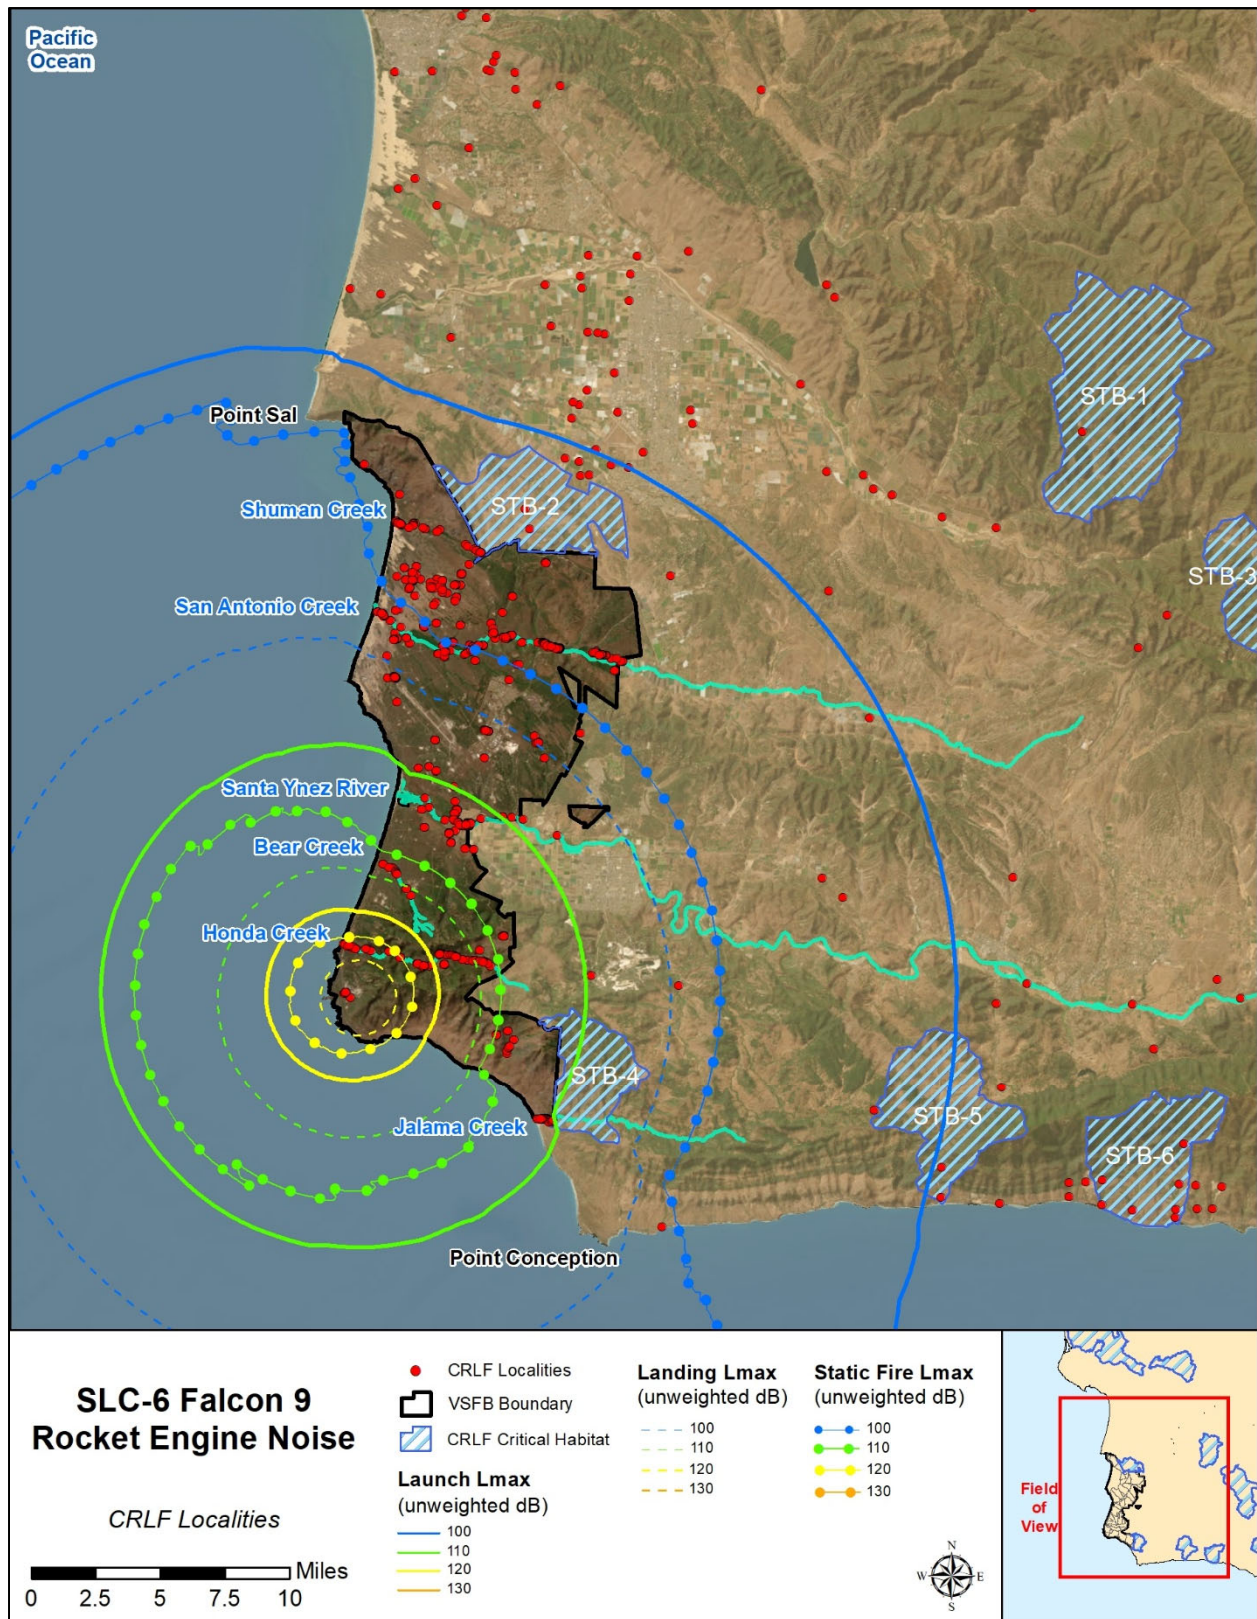 Pacific
Ocean
Point Sal
STB-1
Shuman Creek
STB-2
STB-3
San Antonio Creek
Santa Ynez River
Bear Creek
Honda Creek
STB-4
Jalama Creek
STB-5
STB-6
Point Conception
SLC-6 Falcon 9
Rocket Engine Noise
CRLF Localities
Miles
0 2.5 5 7.5 10
CRLF Localities
VSFB Boundary
CRLF Critical Habitat
Launch Lmax
(unweighted dB)
100
110
120
130
Landing Lmax
(unweighted dB)
100
110
120
130
Static Fire Lmax
(unweighted dB)
100
110
120
130
N
W E
S
Field
of
View